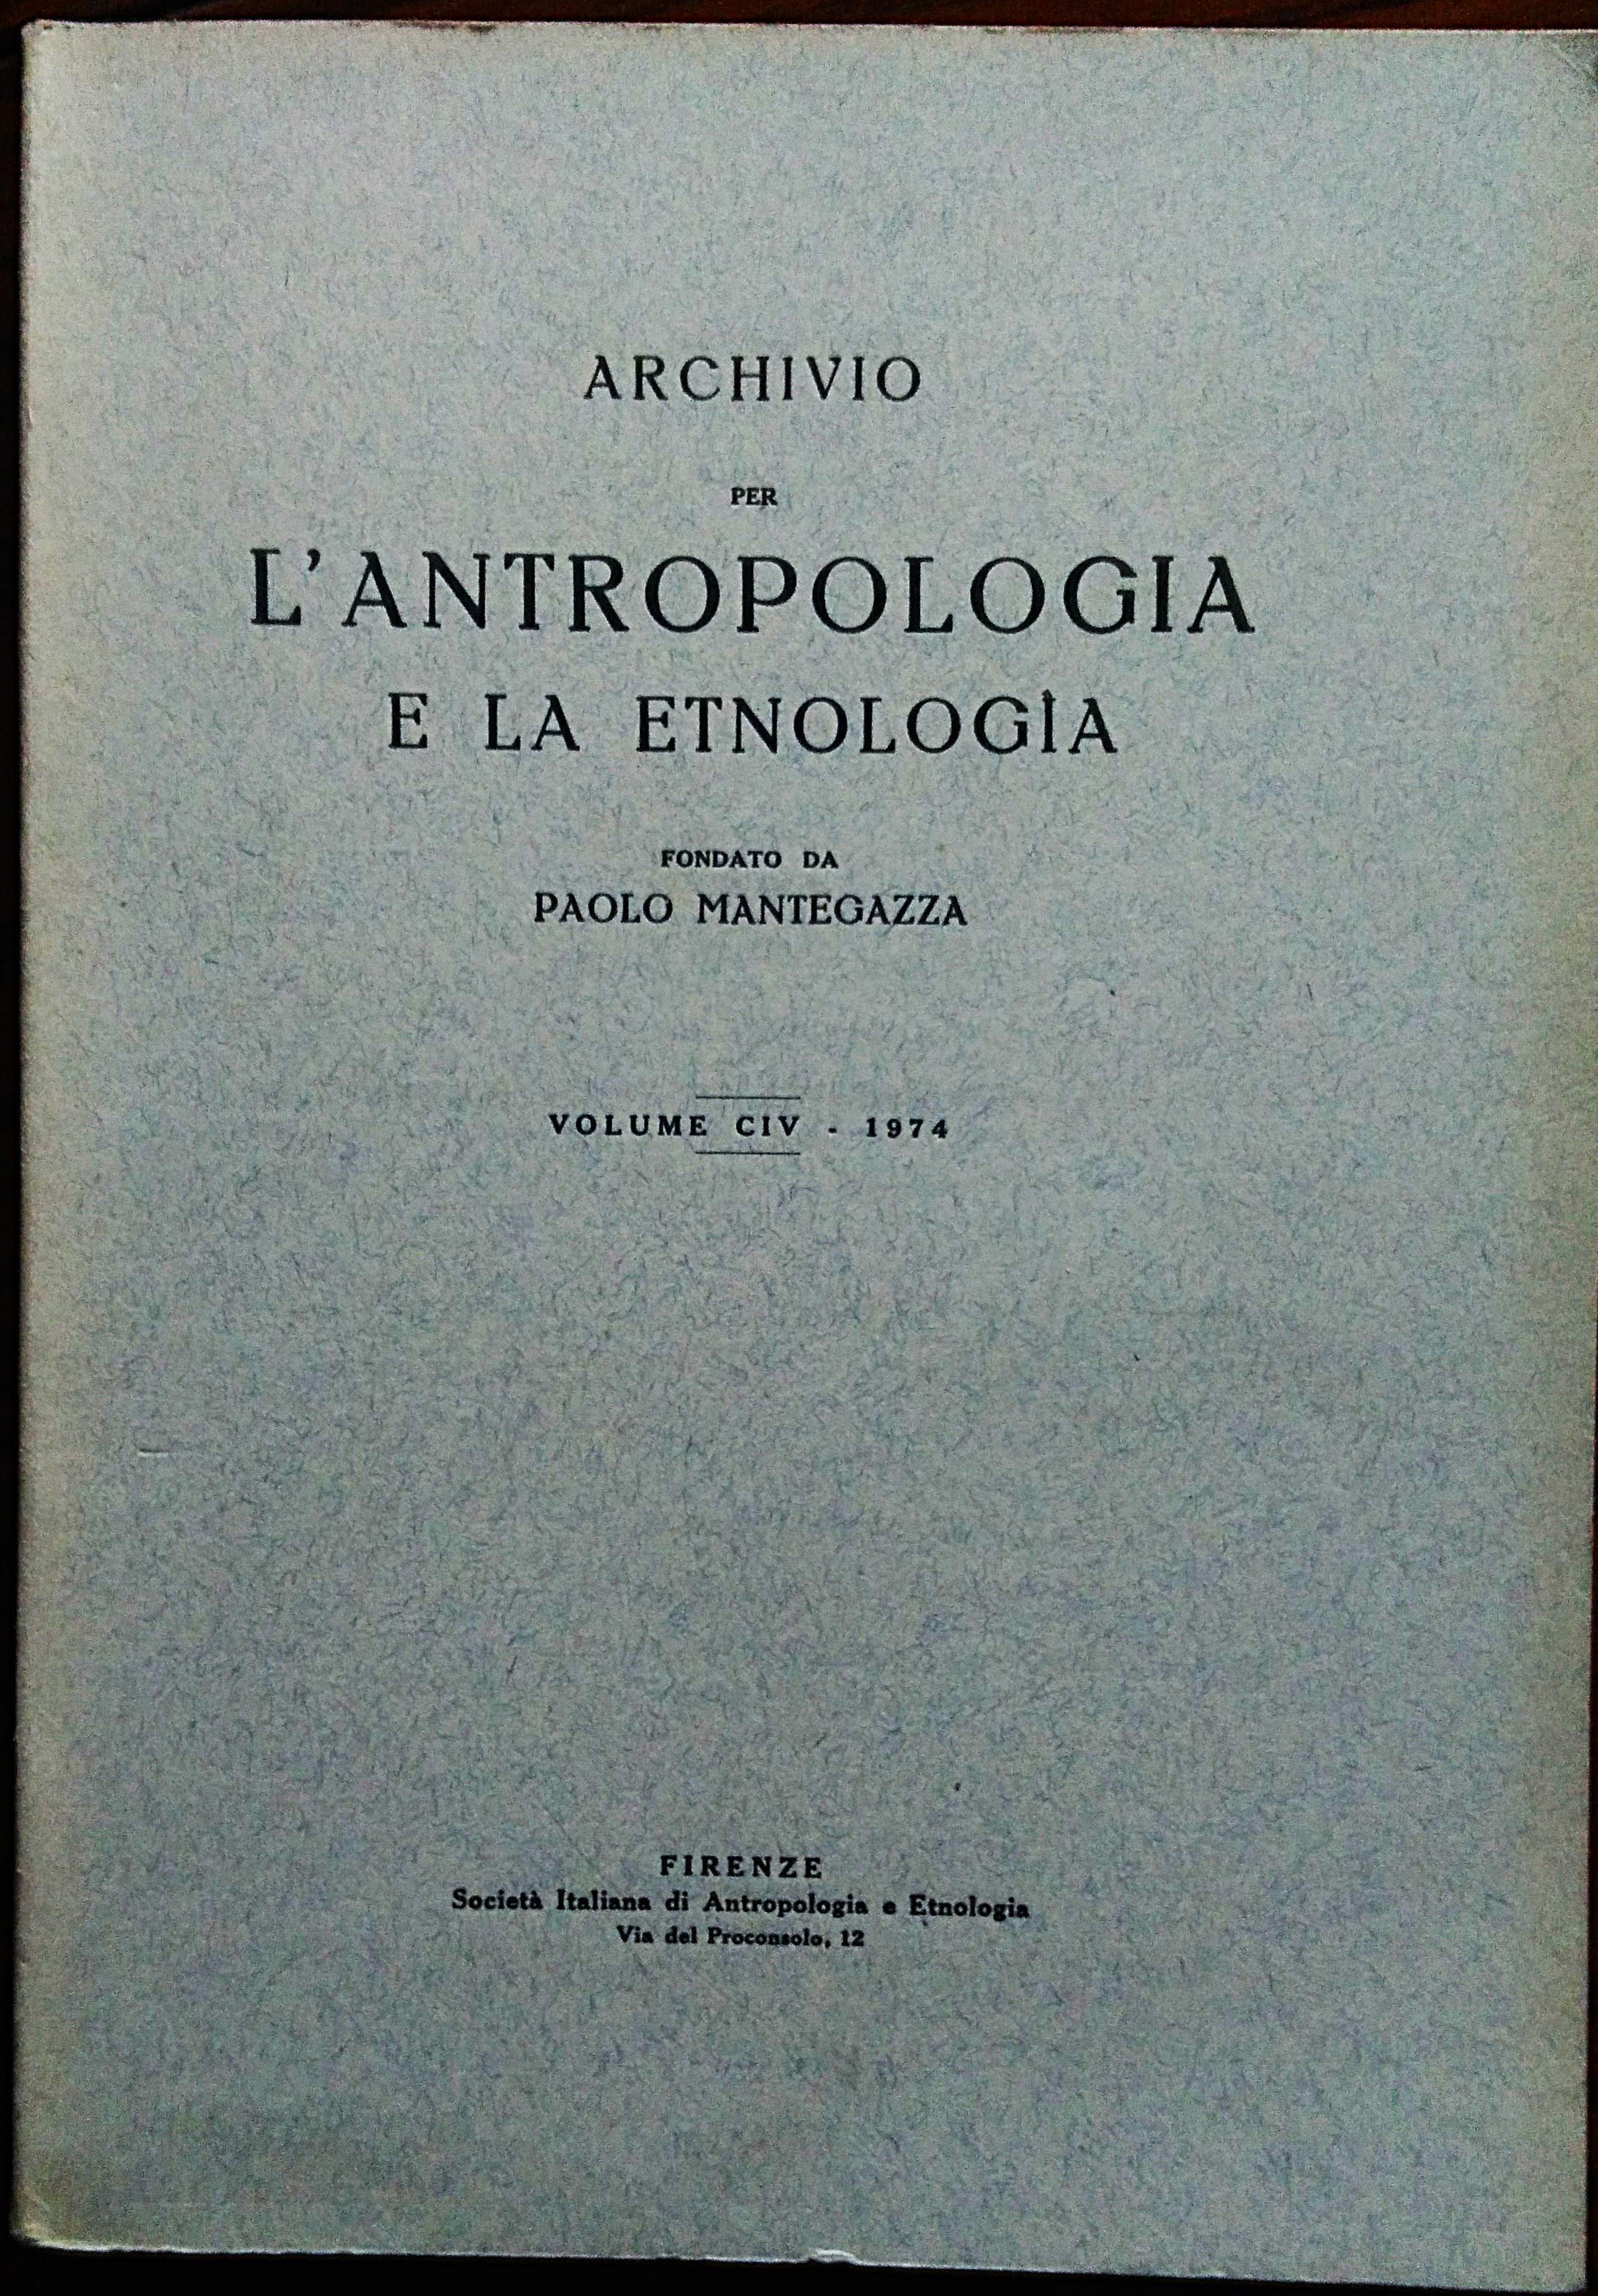 ARCHIVIO
PER
L'ANTROPOLOGIA
E LA ETNOLOGÌA
FONDATO DA
PAOLO MANTEGAZZA
VOLUME CIV - 1974
FIRENZE
Società Italiana di Antropologia e Etnologia
Via del Proconsolo, 12